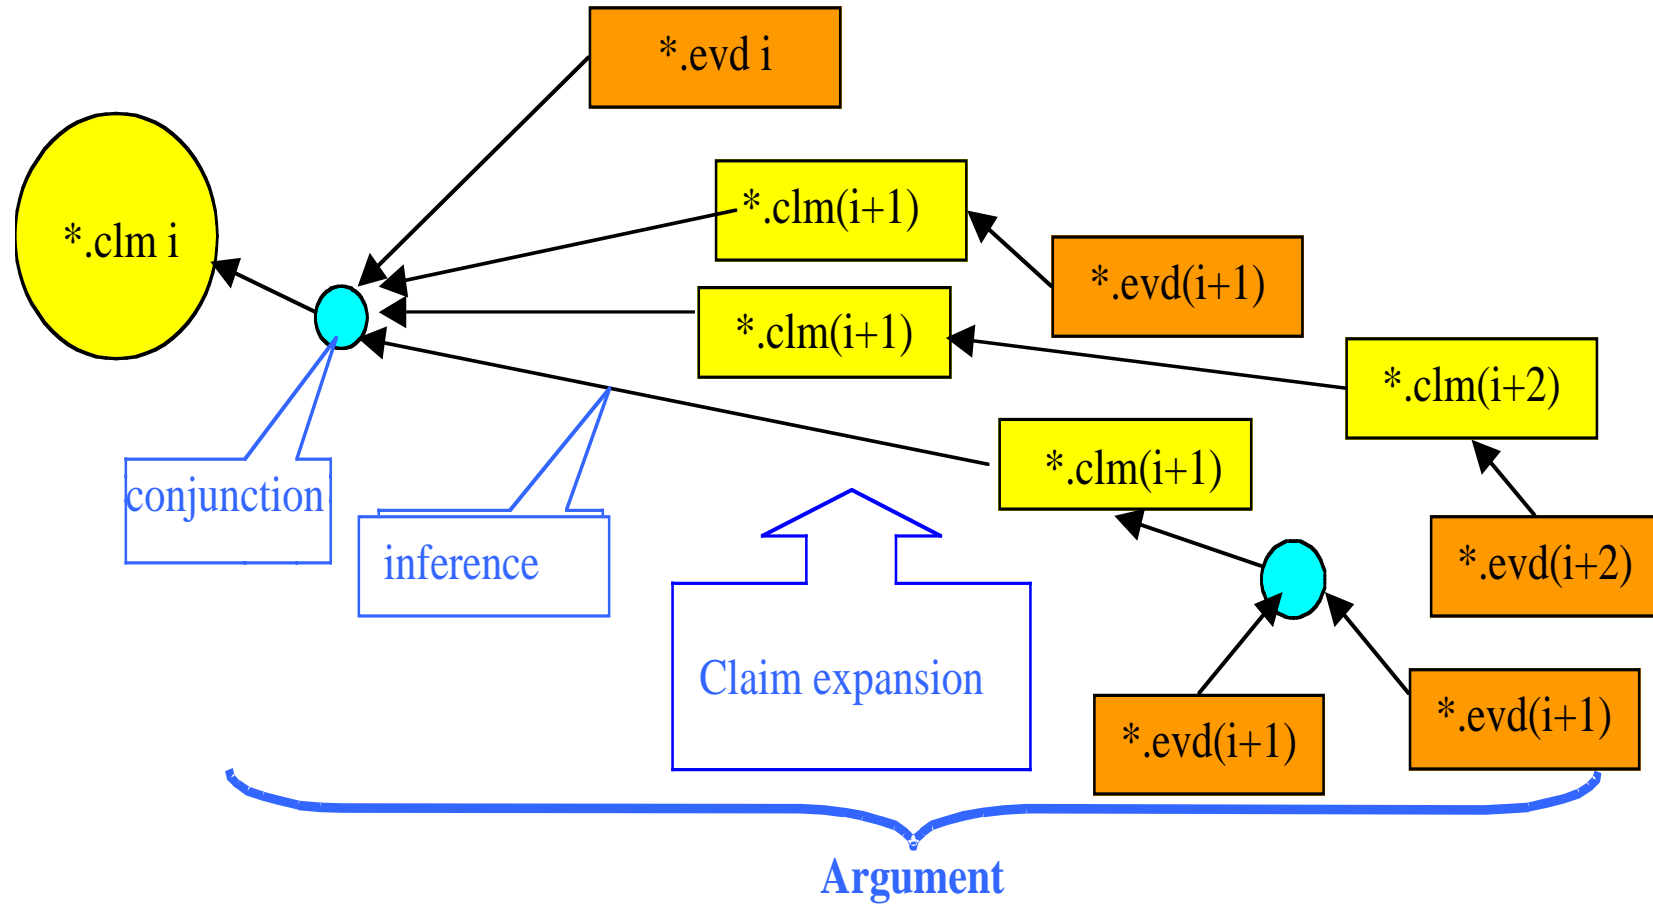 *.evd i
*.clm(i+1)
*.clm i
*.evd(i+1)
*.clm(i+1)
*.clm(i+2)
*.clm(i+1)
conjunction
inference
*.evd(i+2)
Claim expansion
*.evd(i+1)
*.evd(i+1)
Argument